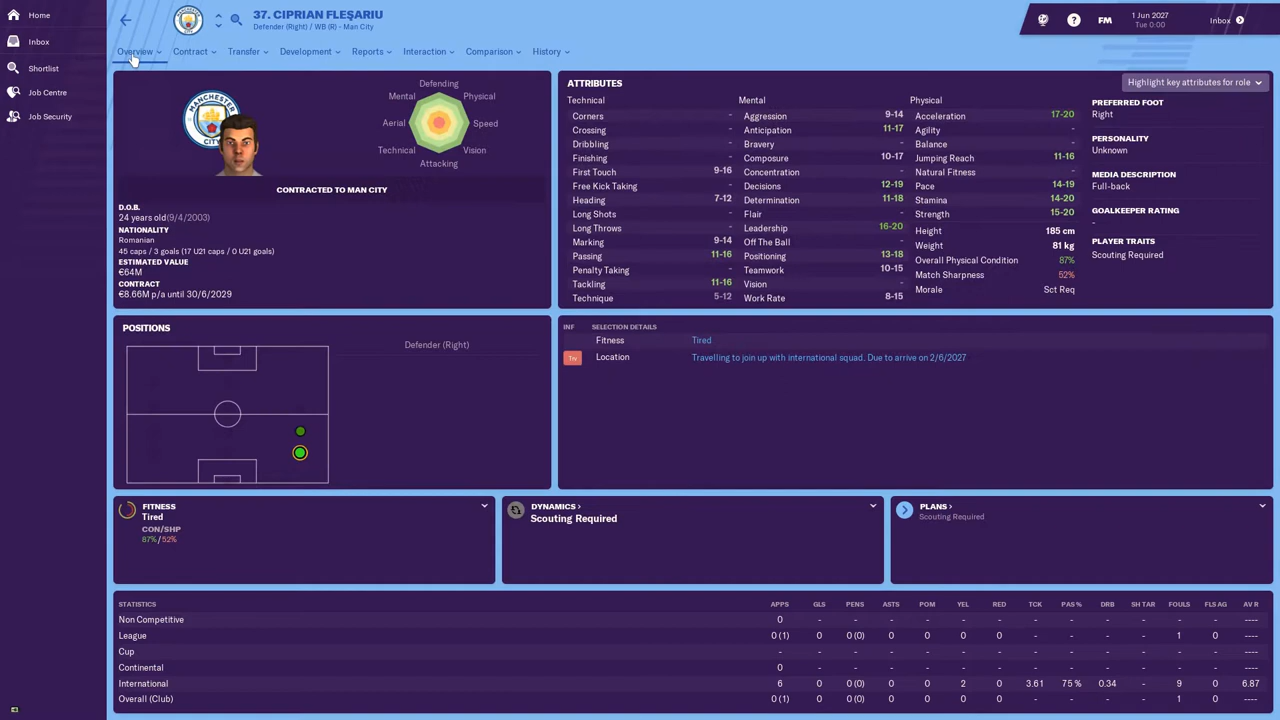 Home
Inbox
Shortlist
Job Centre
Job Security
37. CIPRIAN FLEŞARIU
Defender (Right) / WB (R) - Man City
FM
1 Jun 2027
Tue 0:00
Inbox
Overview
Contract
Transfer
Development
Reports
Interaction
Comparison
History
MANCHESTER
CITY
Defending
Mental
Physical
Aerial
Speed
Technical
Vision
Attacking
CONTRACTED TO MAN CITY
D.O.B.
24 years old(9/4/2003)
NATIONALITY
Romanian
45 caps / 3 goals (17 U21 caps / 0 U21 goals)
ESTIMATED VALUE
€64M
CONTRACT
€8.66M p/a until 30/6/2029
ATTRIBUTES
Highlight key attributes for role
Technical
Corners -
Crossing -
Dribbling -
Finishing -
First Touch 9-16
Free Kick Taking -
Heading 7-12
Long Shots -
Long Throws -
Marking 9-14
Passing 11-16
Penalty Taking -
Tackling 11-16
Technique 5-12
Mental
Aggression 9-14
Anticipation 11-17
Bravery -
Composure 10-17
Concentration -
Decisions 12-19
Determination 11-18
Flair -
Leadership 16-20
Off The Ball -
Positioning 13-18
Teamwork 10-15
Vision -
Work Rate 8-15
Physical
Acceleration 17-20
Agility -
Balance -
Jumping Reach 11-16
Natural Fitness -
Pace 14-19
Stamina 14-20
Strength 15-20
Height 185 cm
Weight 81 kg
Overall Physical Condition 87%
Match Sharpness 52%
Morale Sct Req
PREFERRED FOOT
Right
PERSONALITY
Unknown
MEDIA DESCRIPTION
Full-back
GOALKEEPER RATING
-
PLAYER TRAITS
Scouting Required
POSITIONS
Defender (Right)
INF SELECTION DETAILS
Fitness Tired
Trv Location Travelling to join up with international squad. Due to arrive on 2/6/2027
FITNESS
Tired
CON/SHP
87% / 52%
DYNAMICS >
Scouting Required
PLANS >
Scouting Required
STATISTICS APPS GLS PENS ASTS POM YEL RED TCK PAS % DRB SH TAR FOULS FLS AG AV R
Non Competitive 0 - - - - - - - - - - - - ----
League 0 (1) 0 0 (0) 0 0 0 0 - - - - 1 0 ----
Cup - - - - - - - - - - - - - ----
Continental 0 - - - - - - - - - - - - ----
International 6 0 0 (0) 0 0 2 0 3.61 75 % 0.34 - 9 0 6.87
Overall (Club) 0 (1) 0 0 (0) 0 0 0 0 - - - - 1 0 ----